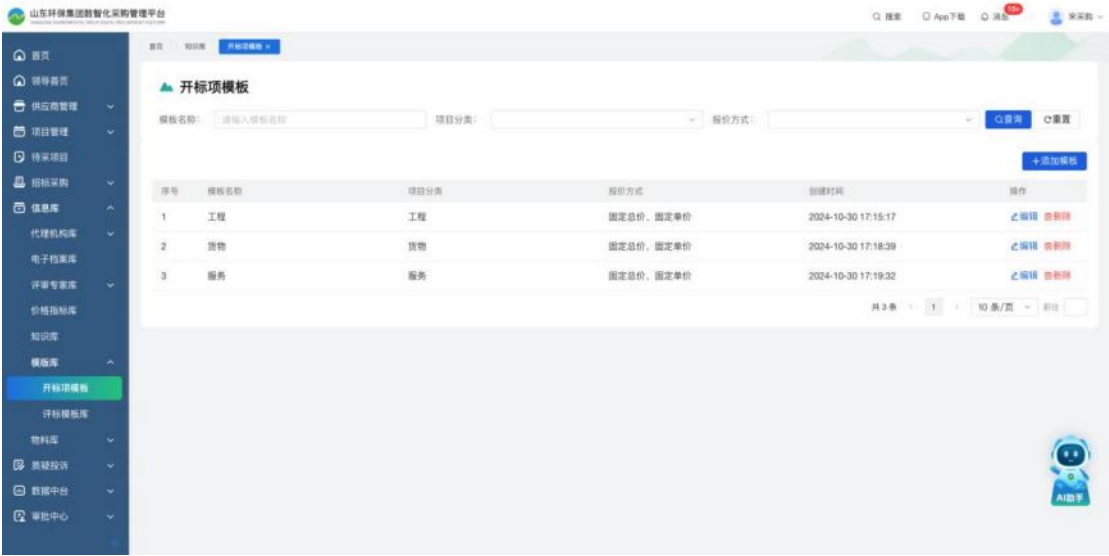 山东环保集团数智化采购管理平台
搜索 App下载 消息 10+ 宋采购
首页 知识库 开标项模板 ×
首页
领导首页
供应商管理
项目管理
待采项目
招标采购
信息库
代理机构库
电子档案库
评审专家库
价格指标库
知识库
模版库
开标项模板
评标模板库
物料库
质疑投诉
数据中台
审批中心
开标项模板
模板名称: 请输入模板名称 项目分类: 报价方式: 查询 重置
+添加模板
序号 模板名称 项目分类 报价方式 创建时间 操作
1 工程 工程 固定总价、固定单价 2024-10-30 17:15:17 编辑 删除
2 货物 货物 固定总价、固定单价 2024-10-30 17:18:39 编辑 删除
3 服务 服务 固定总价、固定单价 2024-10-30 17:19:32 编辑 删除
共 3 条 1 10 条/页 前往
AI助手